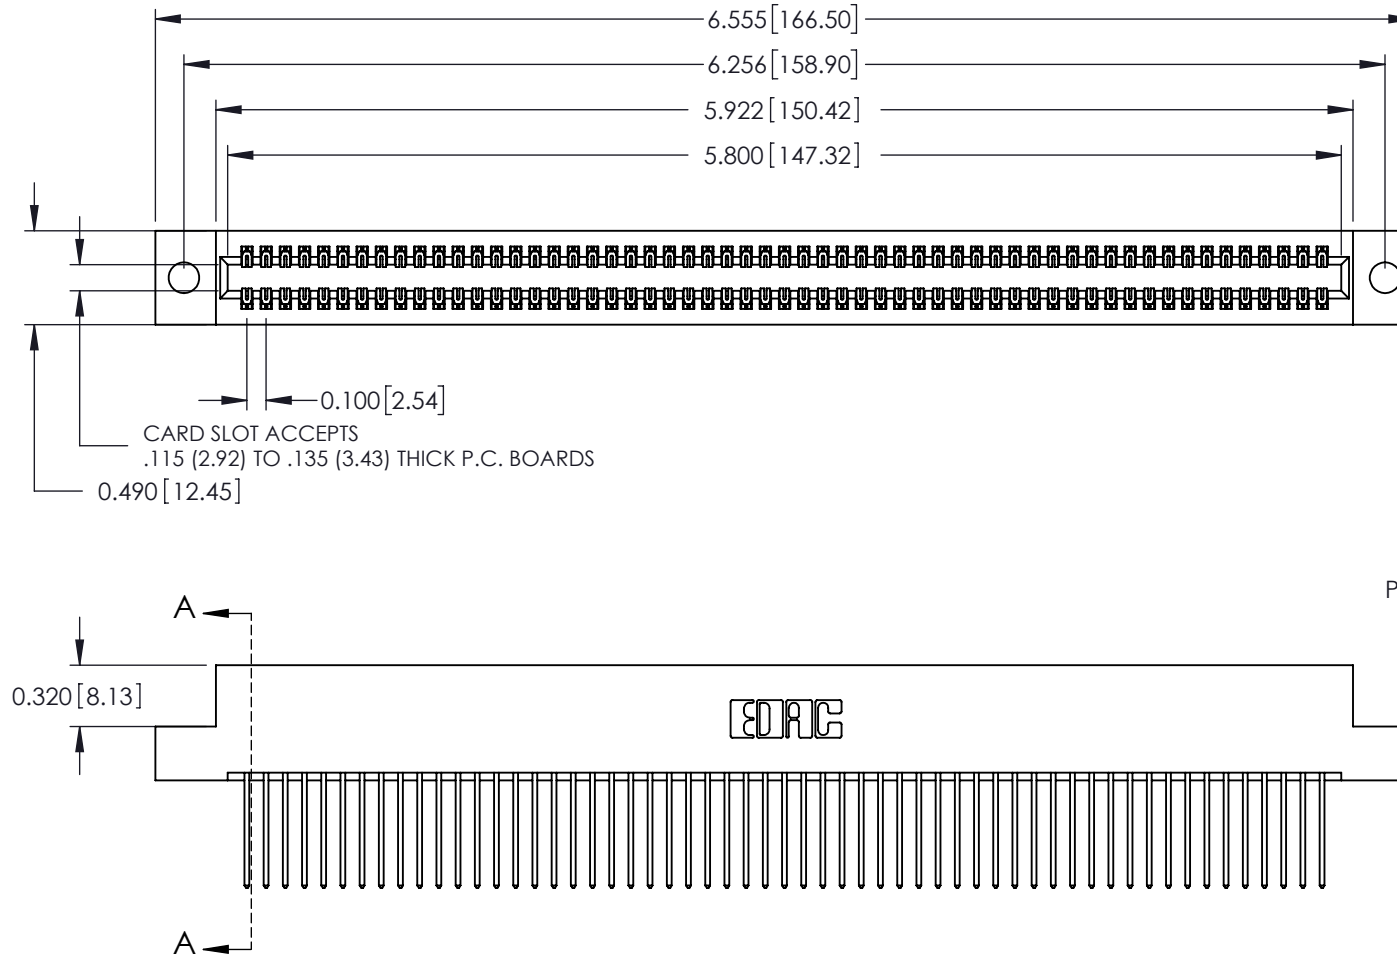 6.555[166.50]
6.256[158.90]
5.922[150.42]
5.800[147.32]
0.100[2.54]
CARD SLOT ACCEPTS
.115 (2.92) TO .135 (3.43) THICK P.C. BOARDS
0.490[12.45]
P
A
0.320[8.13]
EDAC
A